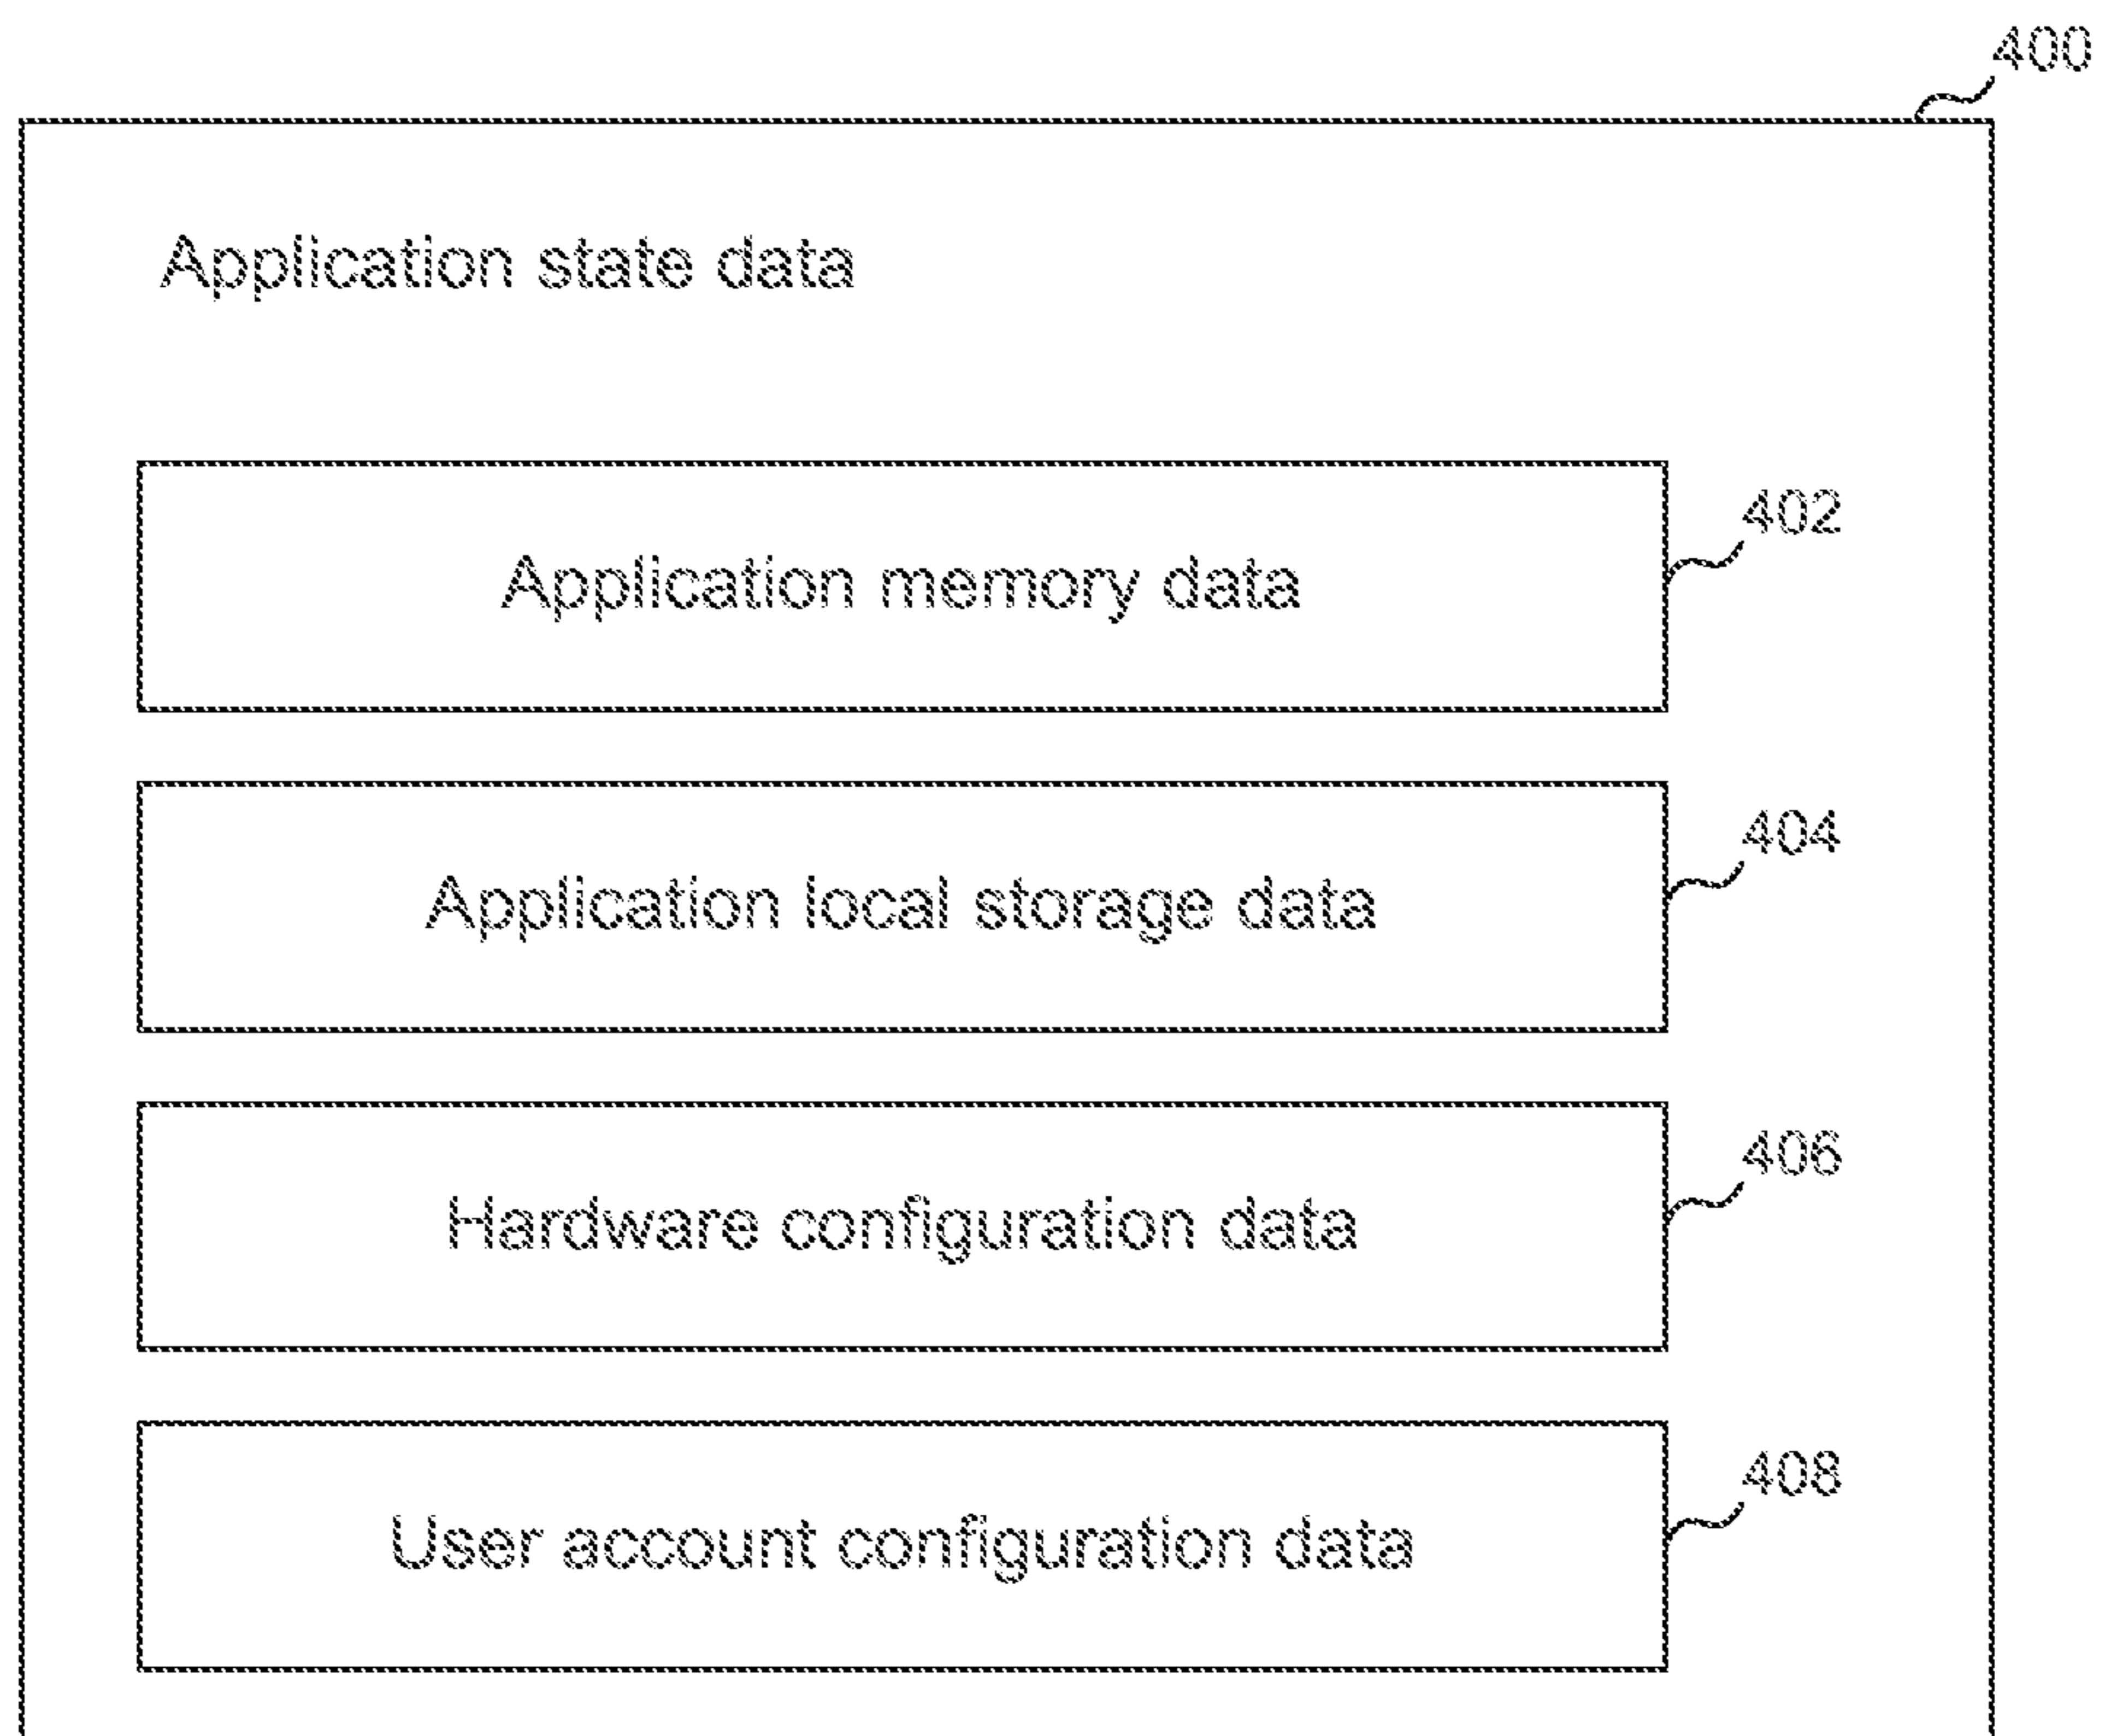 400
Application state data
402
Application memory data
404
Application local storage data
406
Hardware configuration data
408
User account configuration data